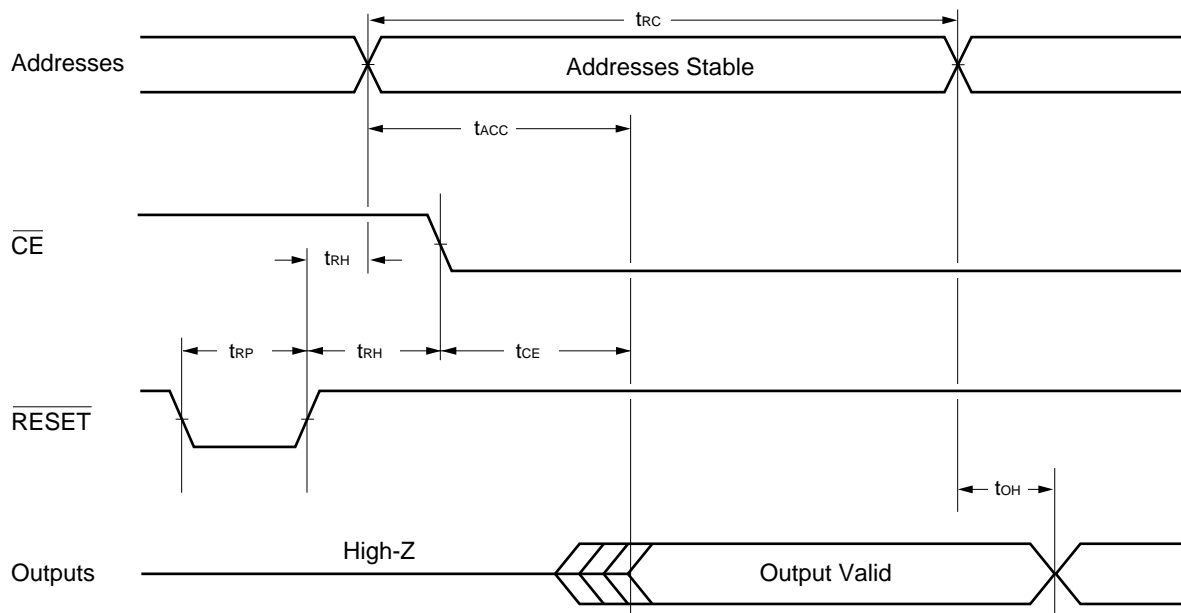 tRC
Addresses
Addresses Stable
tACC
CE
tRH
tRP
tRH
tCE
RESET
tOH
High-Z
Outputs
Output Valid